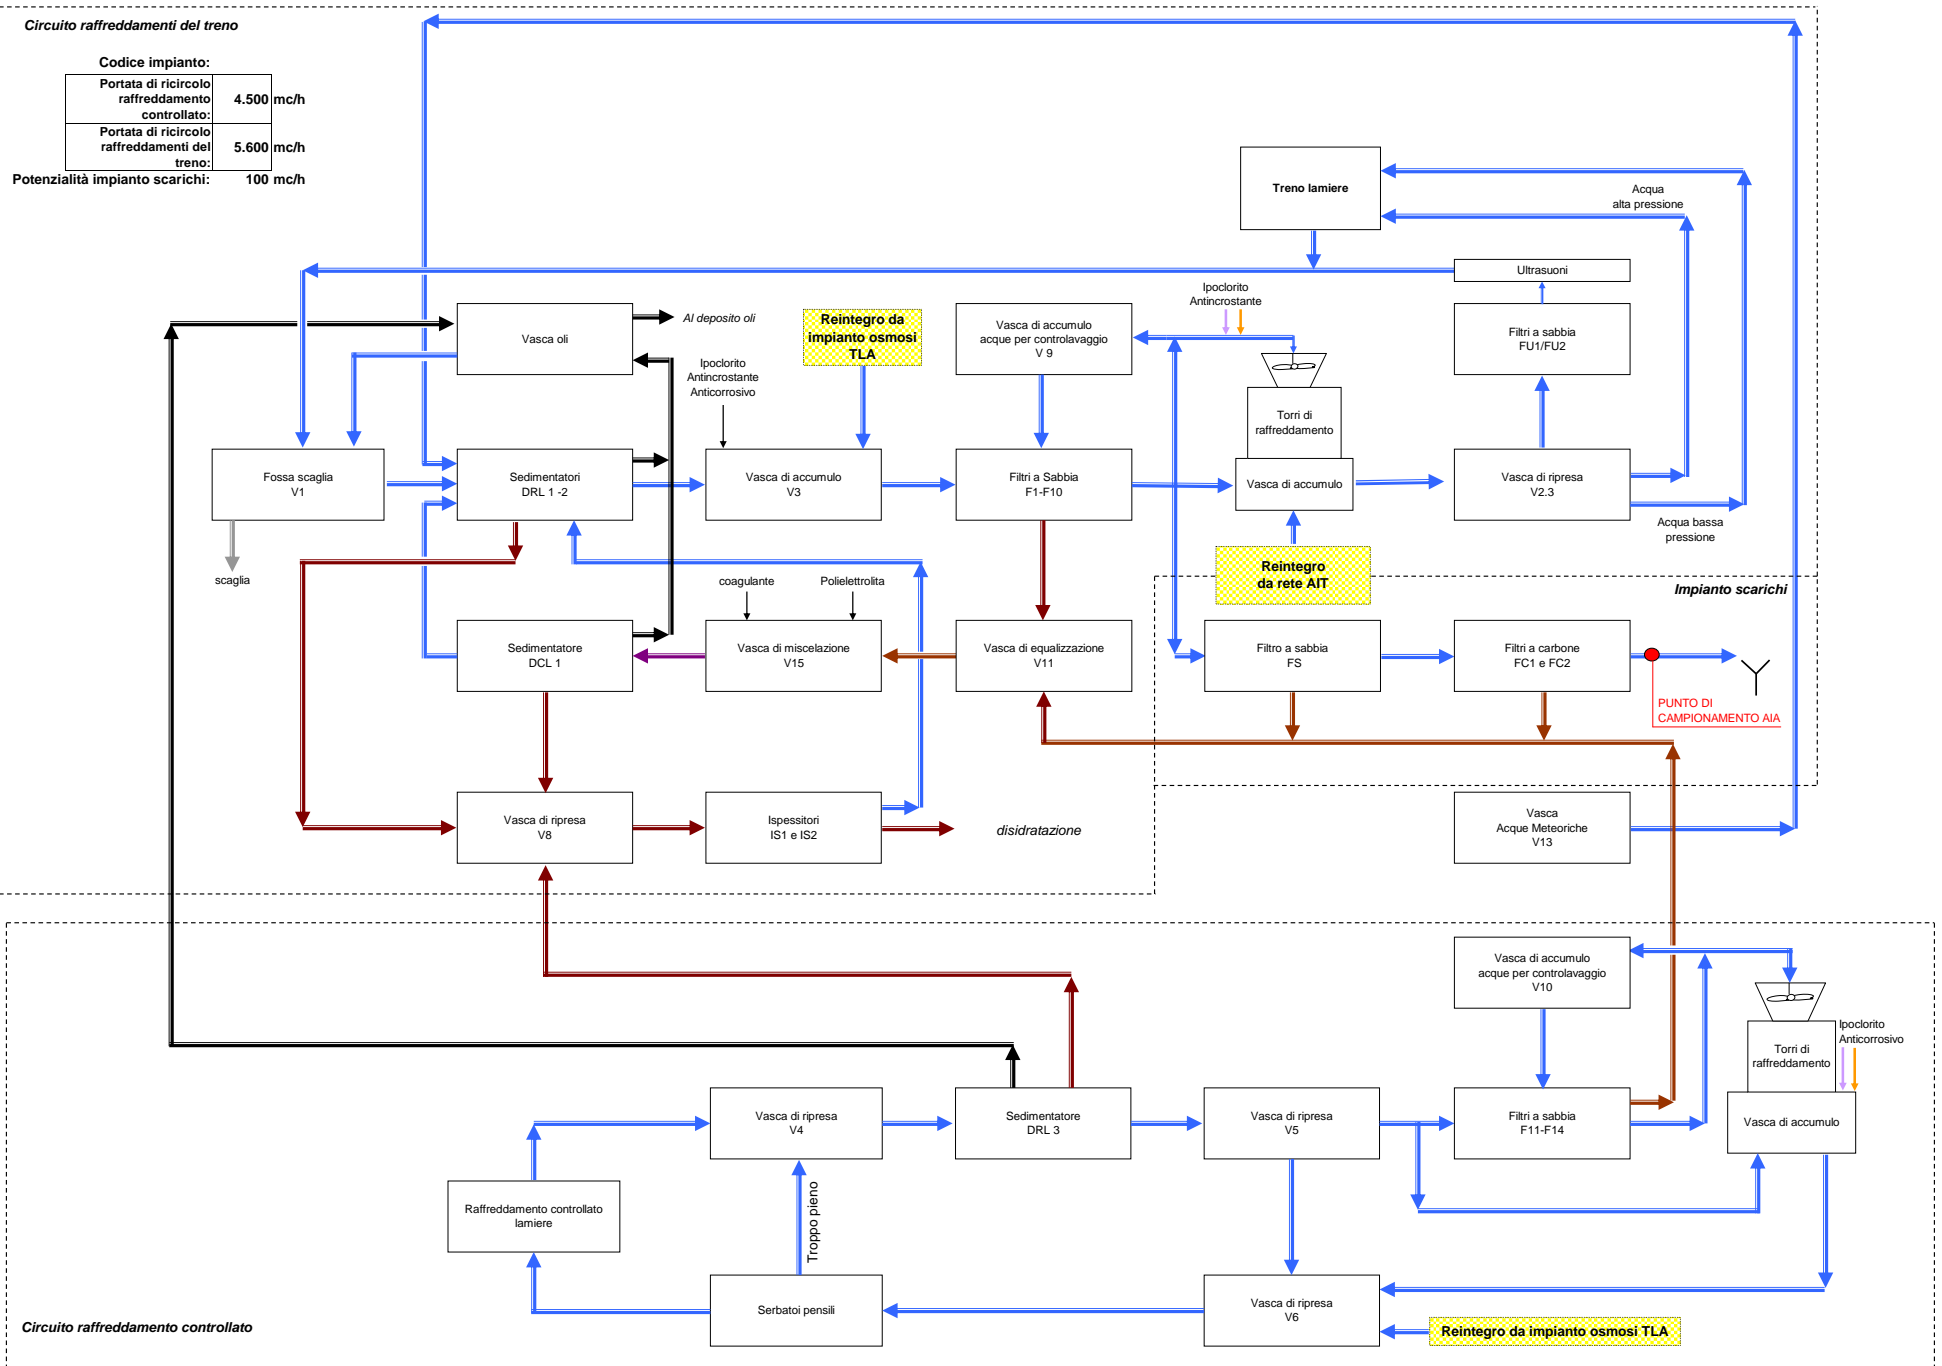 Circuito raffreddamenti del treno
Codice impianto:
Portata di ricircolo
raffreddamento
controllato:
4.500 mc/h
Portata di ricircolo
raffreddamenti del
treno:
5.600 mc/h
Potenzialità impianto scarichi: 100 mc/h
Treno lamiere
Acqua
alta pressione
Ultrasuoni
Vasca oli
Al deposito oli
Reintegro da
impianto osmosi
TLA
Ipoclorito
Antincrostante
Anticorrosivo
Vasca di accumulo
acque per controlavaggio
V 9
Ipoclorito
Antincrostante
Filtri a sabbia
FU1/FU2
Torri di
raffreddamento
Fossa scaglia
V1
Sedimentatori
DRL 1 -2
Vasca di accumulo
V3
Filtri a Sabbia
F1-F10
Vasca di accumulo
Vasca di ripresa
V2.3
Acqua bassa
pressione
scaglia
coagulante
Polielettrolita
Reintegro
da rete AIT
Impianto scarichi
Sedimentatore
DCL 1
Vasca di miscelazione
V15
Vasca di equalizzazione
V11
Filtro a sabbia
FS
Filtri a carbone
FC1 e FC2
PUNTO DI
CAMPIONAMENTO AIA
Vasca di ripresa
V8
Ispessitori
IS1 e IS2
disidratazione
Vasca
Acque Meteoriche
V13
Vasca di accumulo
acque per controlavaggio
V10
Torri di
raffreddamento
Ipoclorito
Anticorrosivo
Vasca di ripresa
V4
Sedimentatore
DRL 3
Vasca di ripresa
V5
Filtri a sabbia
F11-F14
Vasca di accumulo
Raffreddamento controllato
lamiere
Troppo pieno
Serbatoi pensili
Vasca di ripresa
V6
Reintegro da impianto osmosi TLA
Circuito raffreddamento controllato